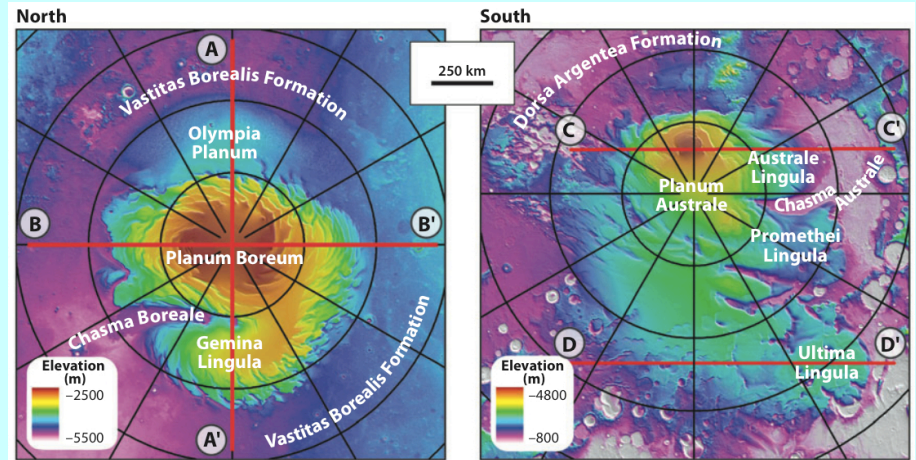 North
South
A
Vastitas Borealis Formation
Olympia
Planum
B
B'
Planum Boreum
Chasma Boreale
Gemina
Lingula
Vastitas Borealis Formation
A'
Elevation
(m)
–2500
–5500
250 km
Dorsa Argentea Formation
C
C'
Australe
Lingula
Planum
Australe
Chasma
Australe
Promethei
Lingula
D
D'
Ultima
Lingula
Elevation
(m)
–4800
–800